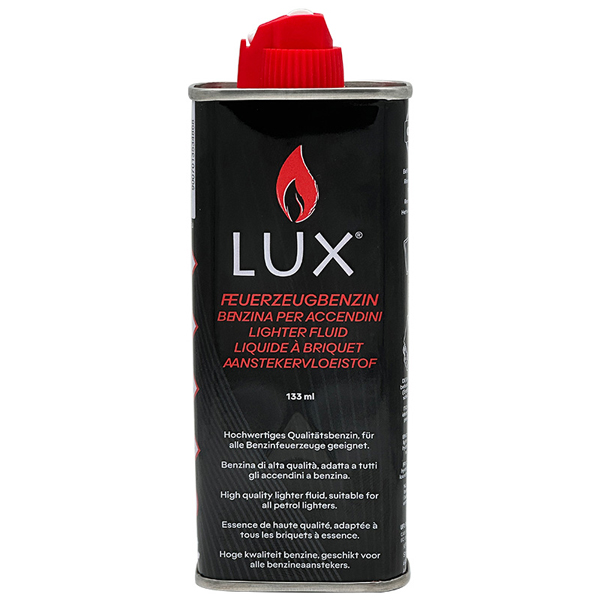 LUX®
FEUERZEUGBENZIN
BENZINA PER ACCENDINI
LIGHTER FLUID
LIQUIDE À BRIQUET
AANSTEKERVLOEISTOF
133 ml
Hochwertiges Qualitätsbenzin, für
alle Benzinfeuerzeuge geeignet.
Benzina di alta qualità, adatta a tutti
gli accendini a benzina.
High quality lighter fluid, suitable for
all petrol lighters.
Essence de haute qualité, adaptée à
tous les briquets à essence.
Hoge kwaliteit benzine, geschikt voor
alle benzineaanstekers.